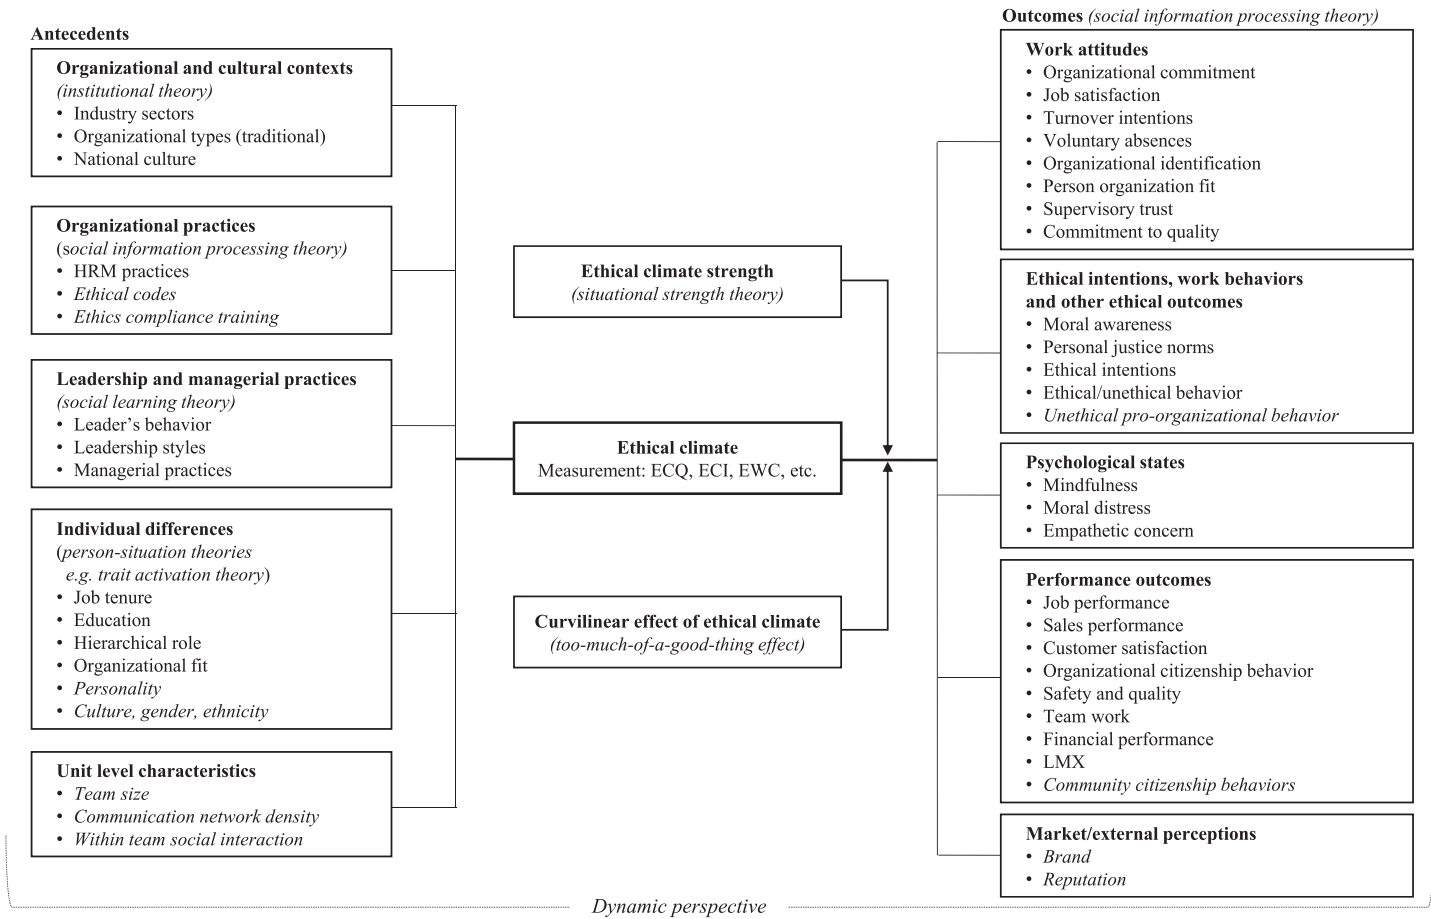 Antecedents
Organizational and cultural contexts
(institutional theory)
• Industry sectors
• Organizational types (traditional)
• National culture
Organizational practices
(social information processing theory)
• HRM practices
• Ethical codes
• Ethics compliance training
Leadership and managerial practices
(social learning theory)
• Leader’s behavior
• Leadership styles
• Managerial practices
Individual differences
(person-situation theories
e.g. trait activation theory)
• Job tenure
• Education
• Hierarchical role
• Organizational fit
• Personality
• Culture, gender, ethnicity
Unit level characteristics
• Team size
• Communication network density
• Within team social interaction
Ethical climate strength
(situational strength theory)
Ethical climate
Measurement: ECQ, ECI, EWC, etc.
Curvilinear effect of ethical climate
(too-much-of-a-good-thing effect)
Outcomes (social information processing theory)
Work attitudes
• Organizational commitment
• Job satisfaction
• Turnover intentions
• Voluntary absences
• Organizational identification
• Person organization fit
• Supervisory trust
• Commitment to quality
Ethical intentions, work behaviors
and other ethical outcomes
• Moral awareness
• Personal justice norms
• Ethical intentions
• Ethical/unethical behavior
• Unethical pro-organizational behavior
Psychological states
• Mindfulness
• Moral distress
• Empathetic concern
Performance outcomes
• Job performance
• Sales performance
• Customer satisfaction
• Organizational citizenship behavior
• Safety and quality
• Team work
• Financial performance
• LMX
• Community citizenship behaviors
Market/external perceptions
• Brand
• Reputation
Dynamic perspective